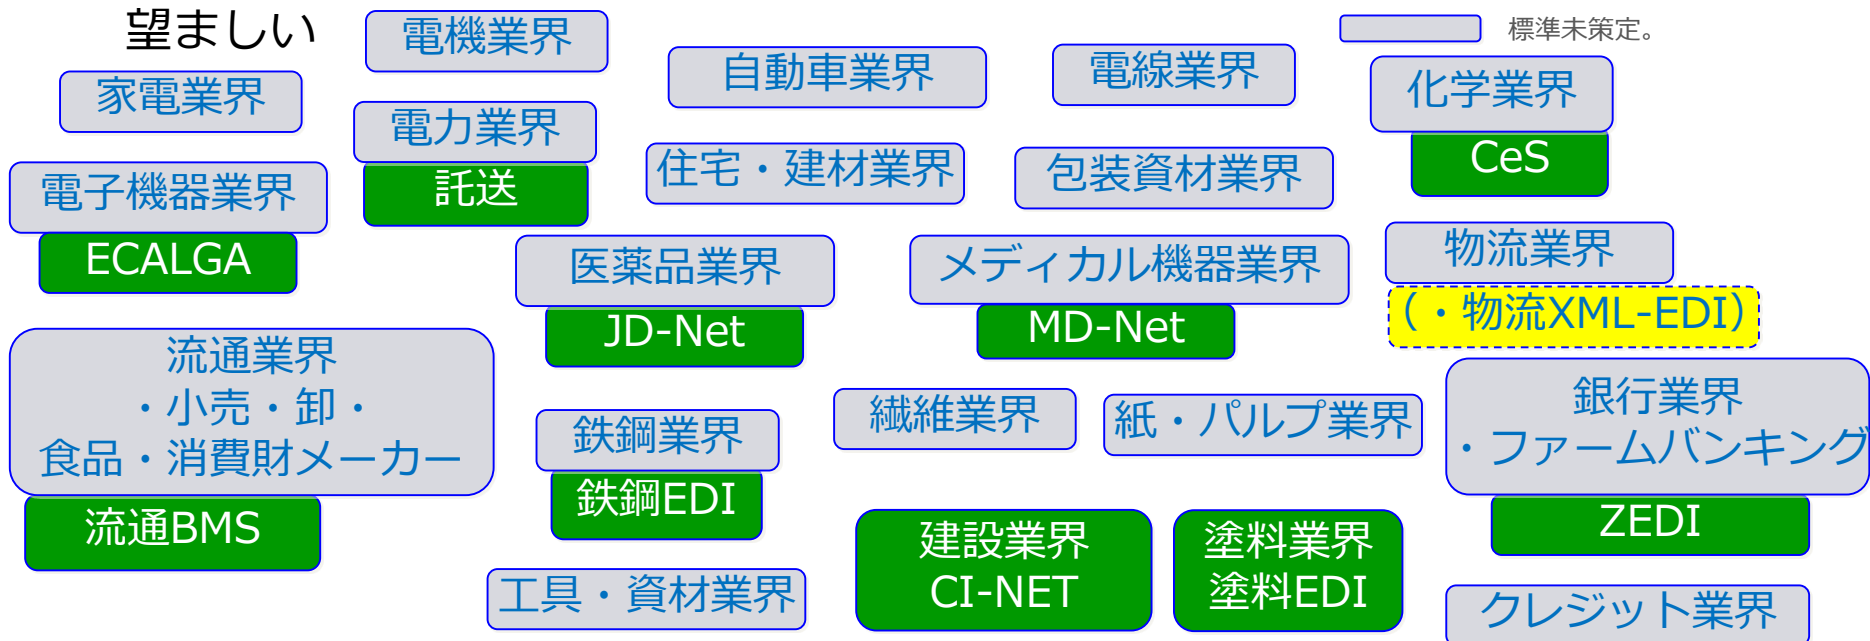 望ましい
電機業界
標準未策定。
家電業界
自動車業界
電線業界
化学業界
CeS
電力業界
託送
住宅・建材業界
包装資材業界
電子機器業界
ECALGA
医薬品業界
JD-Net
メディカル機器業界
MD-Net
物流業界
（・物流XML-EDI）
流通業界
・小売・卸・
食品・消費財メーカー
流通BMS
鉄鋼業界
鉄鋼EDI
繊維業界
紙・パルプ業界
銀行業界
・ファームバンキング
ZEDI
建設業界
CI-NET
塗料業界
塗料EDI
工具・資材業界
クレジット業界